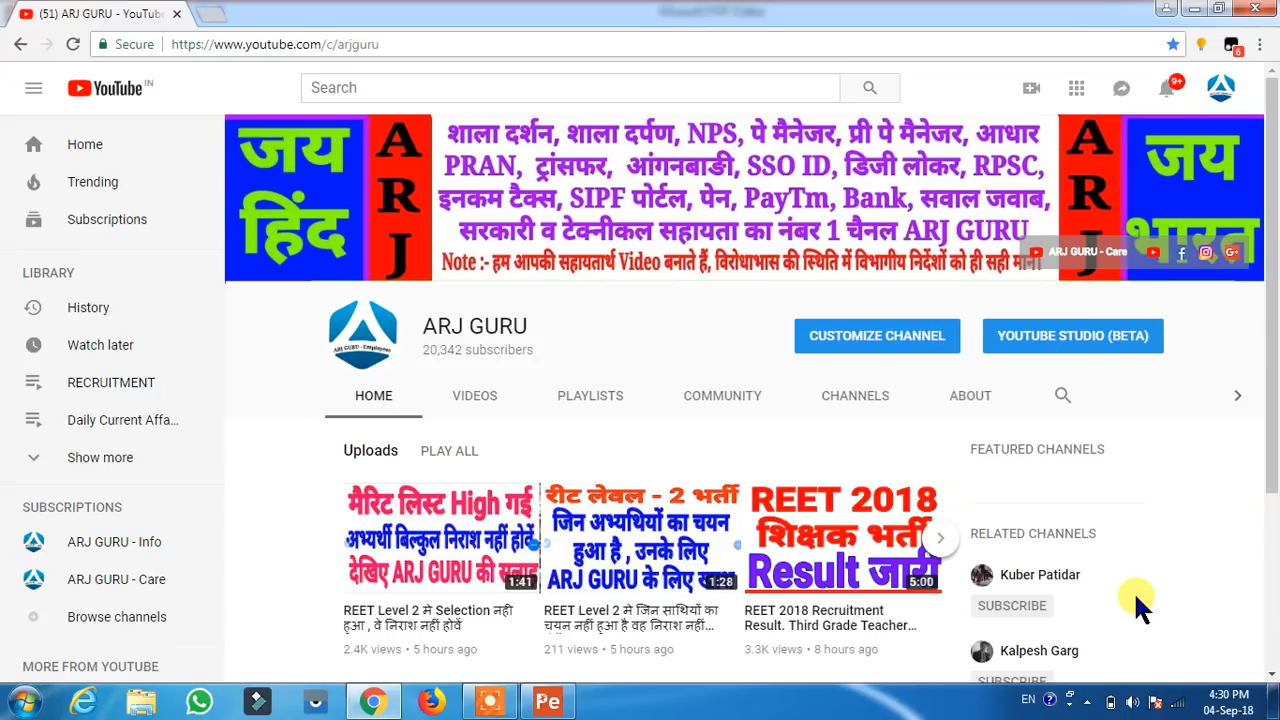 (51) ARJ GURU - YouTube
Secure
https://www.youtube.com/c/arjguru
YouTube IN
Search
9+
6
Home
Trending
Subscriptions
LIBRARY
History
Watch later
RECRUITMENT
Daily Current Affa...
Show more
SUBSCRIPTIONS
ARJ GURU - Info
ARJ GURU - Care
Browse channels
MORE FROM YOUTUBE
जय
हिंद
A
R
J
शाला दर्शन, शाला दर्पण, NPS, पे मैनेजर, प्री पे मैनेजर, आधार
PRAN, ट्रांसफर, आंगनबाङी, SSO ID, डिजी लोकर, RPSC,
इनकम टैक्स, SIPF पोर्टल, पेन, PayTm, Bank, सवाल जवाब,
सरकारी व टेक्नीकल सहायता का नंबर 1 चैनल ARJ GURU
Note :- हम आपकी सहायतार्थ Video बनाते हैं, विरोधाभास की स्थिति में विभागीय निर्देशों को ही सही
A
R
J
जय
भारत
ARJ GURU - Care
ARJ GURU - Employees
ARJ GURU
20,342 subscribers
CUSTOMIZE CHANNEL
YOUTUBE STUDIO (BETA)
HOME
VIDEOS
PLAYLISTS
COMMUNITY
CHANNELS
ABOUT
Uploads
PLAY ALL
मैरिट लिस्ट High गई
अभ्यर्थी बिल्कुल निराश नहीं होवें
देखिए ARJ GURU की सलाह
1:41
REET Level 2 मे Selection नही
हुआ , वे निराश नहीं होवें
2.4K views • 5 hours ago
रीट लेवल - 2 भर्ती
जिन अभ्यथियों का चयन
हुआ है , उनके लिए
ARJ GURU के लिए
1:28
REET Level 2 मे जिन साथियों का
चयन नहीं हुआ है वह निराश नहीं...
211 views • 5 hours ago
REET 2018
शिक्षक भर्ती
Result जारी
5:00
REET 2018 Recruitment
Result. Third Grade Teacher...
3.3K views • 8 hours ago
FEATURED CHANNELS
RELATED CHANNELS
Kuber Patidar
SUBSCRIBE
Kalpesh Garg
SUBSCRIBE
Pe
EN
4:30 PM
04-Sep-18